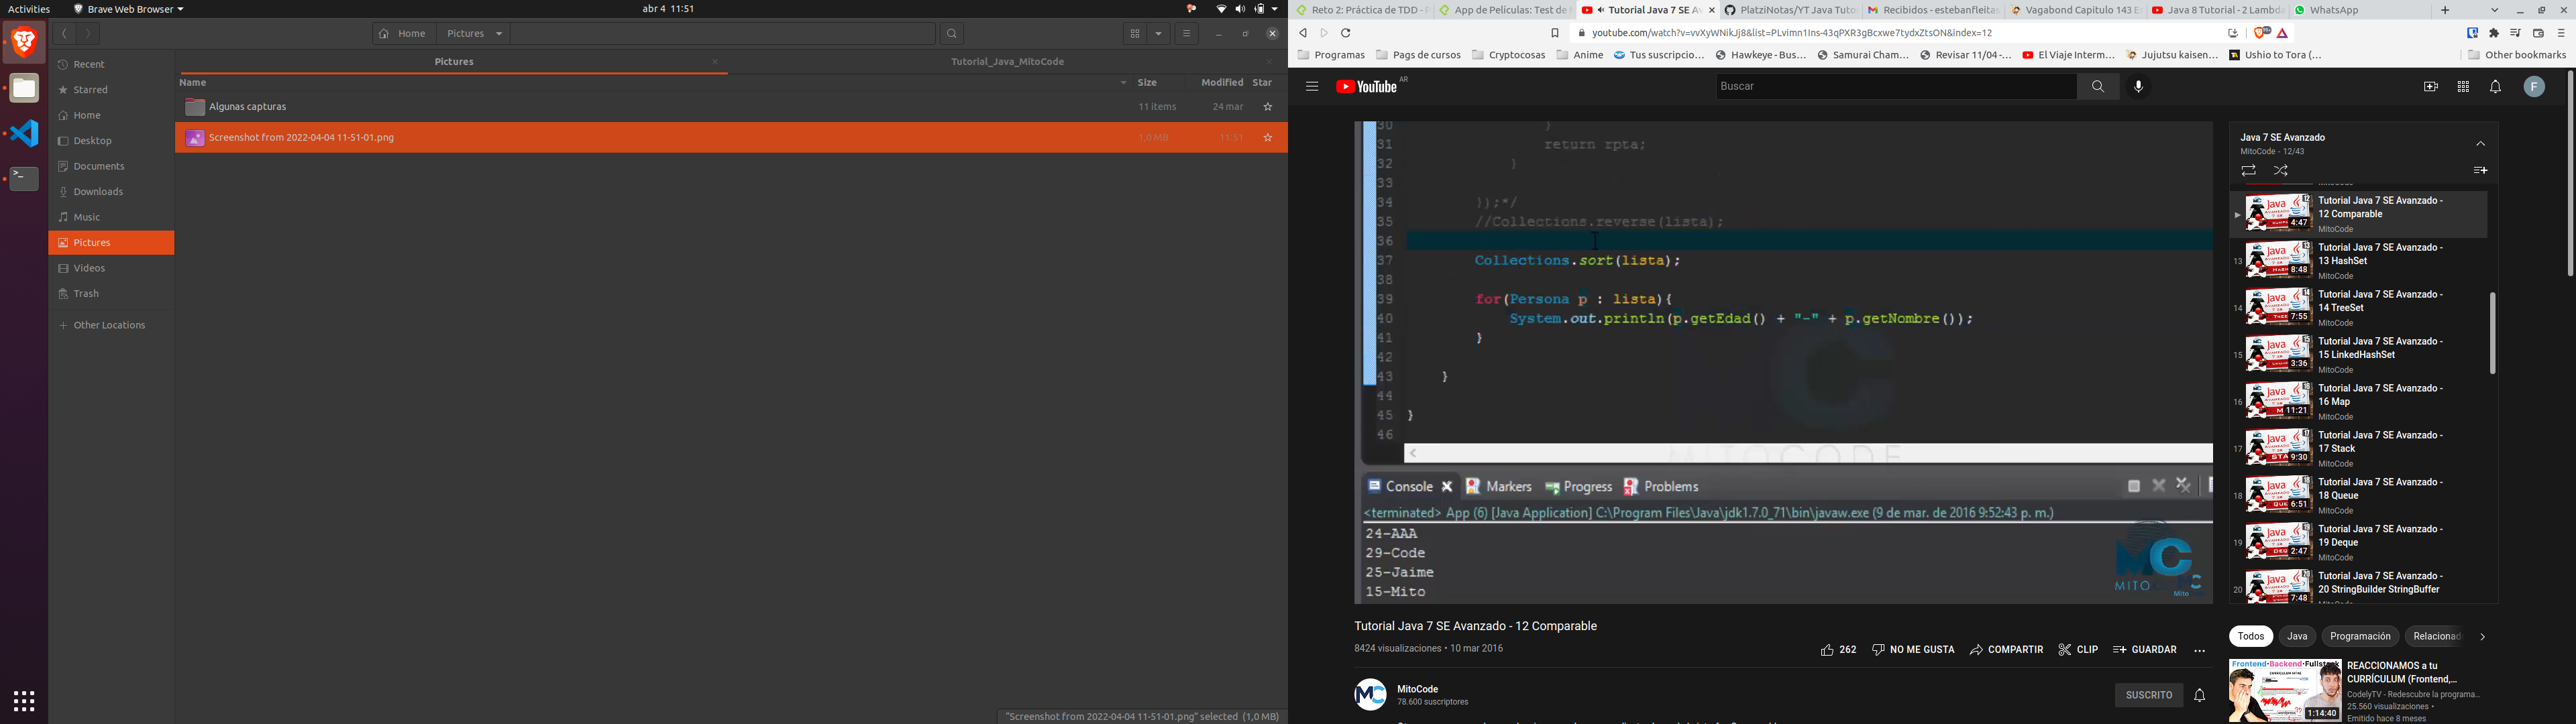 Activities
Brave Web Browser
abr 4 11:51
Home
Pictures
Pictures
Tutorial_Java_MitoCode
Name
Size
Modified
Star
Recent
Starred
Home
Desktop
Documents
Downloads
Music
Pictures
Videos
Trash
Other Locations
Algunas capturas
11 items
24 mar
Screenshot from 2022-04-04 11-51-01.png
1,0 MB
11:51
"Screenshot from 2022-04-04 11-51-01.png" selected (1,0 MB)
Reto 2: Práctica de TDD - P
App de Películas: Test de
Tutorial Java 7 SE Av
PlatziNotas/YT Java Tuto
Recibidos - estebanfleitas
Vagabond Capitulo 143 E
Java 8 Tutorial - 2 Lambda
WhatsApp
youtube.com/watch?v=vvXyWNikJj8&list=PLvimn1Ins-43qPXR3gBcxwe7tydxZtsON&index=12
Programas
Pags de cursos
Cryptocosas
Anime
Tus suscripcio...
Hawkeye - Bus...
Samurai Cham...
Revisar 11/04 -...
El Viaje Interm...
Jujutsu kaisen...
Ushio to Tora (...
Other bookmarks
YouTube AR
Buscar
F
30 }
31 return rpta;
32 }
33
34 });*/
35 //Collections.reverse(lista);
36
37 Collections.sort(lista);
38
39 for(Persona p : lista){
40 System.out.println(p.getEdad() + "-" + p.getNombre());
41 }
42
43 }
44
45 }
46
MITOCODE
Console
Markers
Progress
Problems
<terminated> App (6) [Java Application] C:\Program Files\Java\jdk1.7.0_71\bin\javaw.exe (9 de mar. de 2016 9:52:43 p. m.)
24-AAA
29-Code
25-Jaime
15-Mito
MC
MITO
Mito
Tutorial Java 7 SE Avanzado - 12 Comparable
8424 visualizaciones • 10 mar 2016
262
NO ME GUSTA
COMPARTIR
CLIP
GUARDAR
MitoCode
78.600 suscriptores
SUSCRITO
Java 7 SE Avanzado
MitoCode - 12/43
Tutorial Java 7 SE Avanzado -
12 Comparable
MitoCode
4:47
13
Tutorial Java 7 SE Avanzado -
13 HashSet
MitoCode
8:48
14
Tutorial Java 7 SE Avanzado -
14 TreeSet
MitoCode
7:55
15
Tutorial Java 7 SE Avanzado -
15 LinkedHashSet
MitoCode
3:36
16
Tutorial Java 7 SE Avanzado -
16 Map
MitoCode
11:21
17
Tutorial Java 7 SE Avanzado -
17 Stack
MitoCode
9:30
18
Tutorial Java 7 SE Avanzado -
18 Queue
MitoCode
6:51
19
Tutorial Java 7 SE Avanzado -
19 Deque
MitoCode
2:47
20
Tutorial Java 7 SE Avanzado -
20 StringBuilder StringBuffer
7:48
Todos
Java
Programación
Relacionad
Frontend•Backend•Fullsta
1:14:40
REACCIONAMOS a tu
CURRÍCULUM (Frontend,...
CodelyTV - Redescubre la programa...
25.560 visualizaciones •
Emitido hace 8 meses